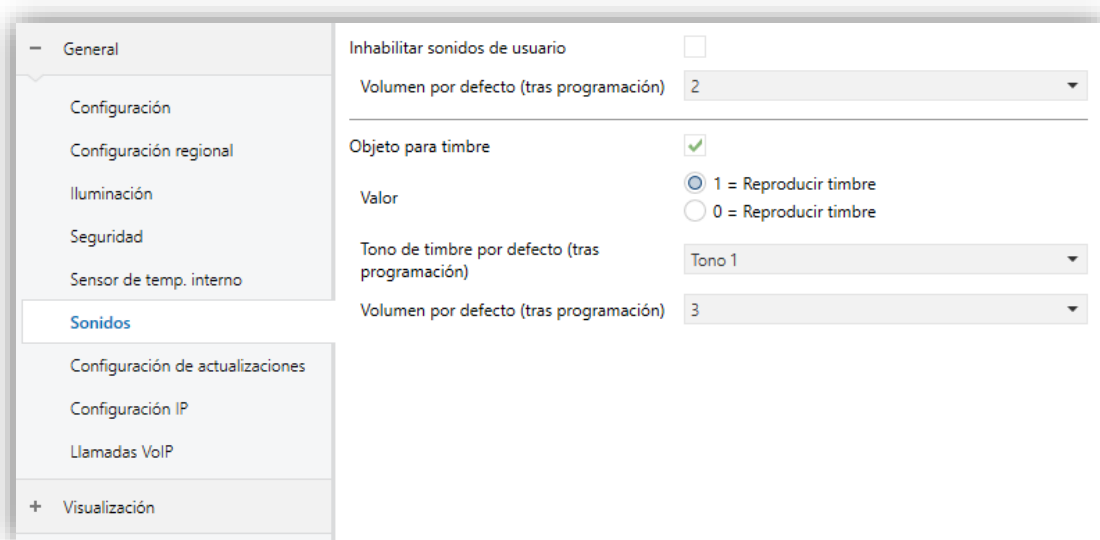 General
Configuración
Configuración regional
Iluminación
Seguridad
Sensor de temp. interno
Sonidos
Configuración de actualizaciones
Configuración IP
Llamadas VoIP
Visualización
Inhabilitar sonidos de usuario
Volumen por defecto (tras programación) 2
Objeto para timbre
Valor
1 = Reproducir timbre
0 = Reproducir timbre
Tono de timbre por defecto (tras
programación)
Tono 1
Volumen por defecto (tras programación) 3